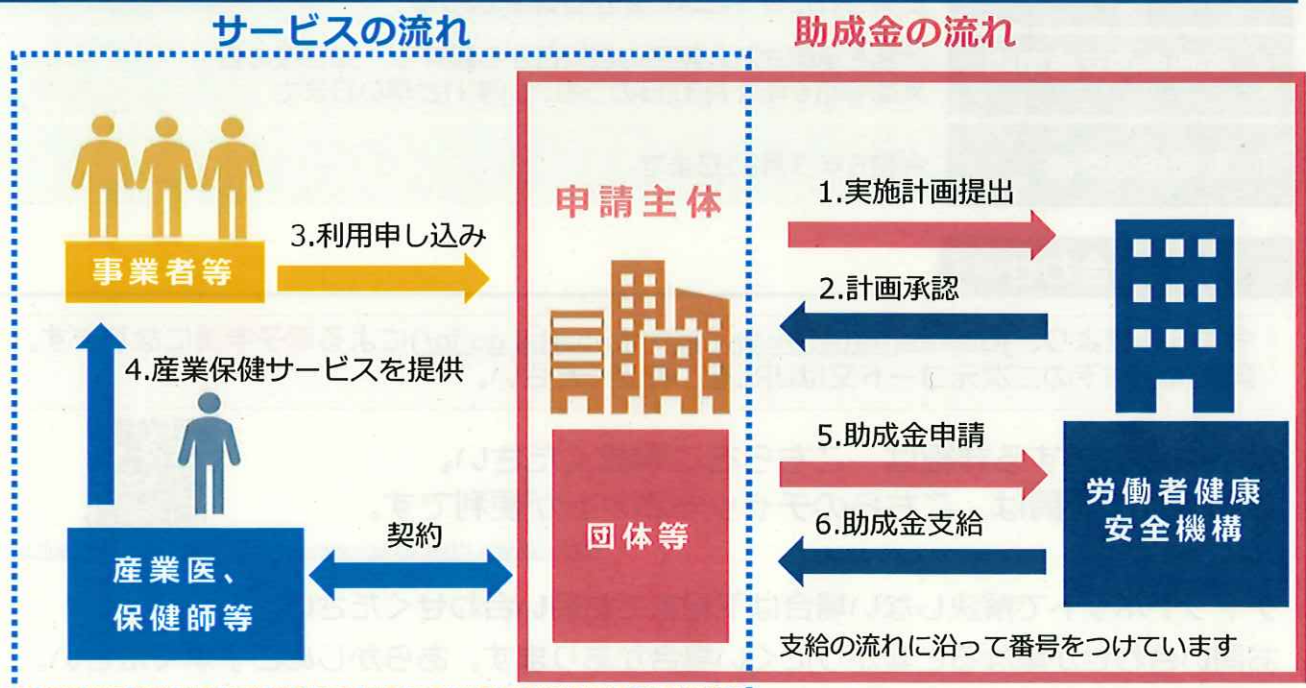 サービスの流れ
助成金の流れ
申請主体
1.実施計画提出
3.利用申し込み
事業者等
2.計画承認
4.産業保健サービスを提供
5.助成金申請
労働者健康
安全機構
団体等
6.助成金支給
契約
産業医、
保健師等
支給の流れに沿って番号をつけています